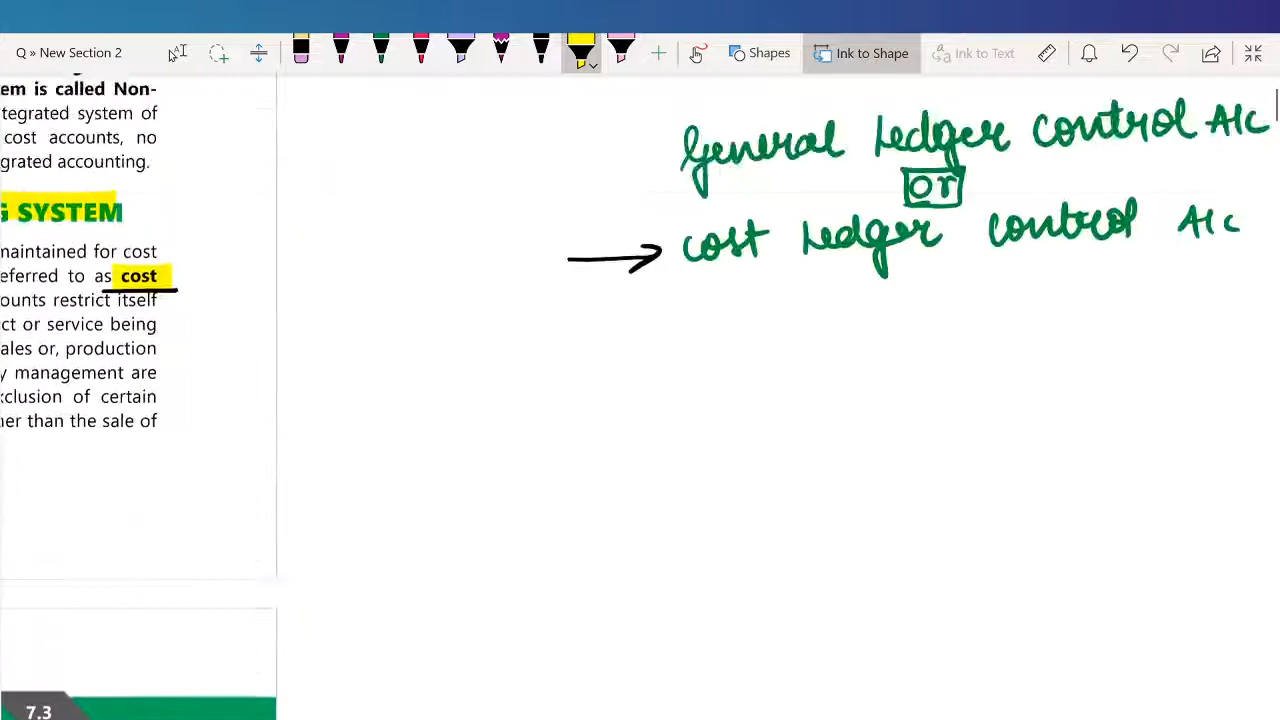 Q » New Section 2
Shapes
Ink to Shape
Ink to Text
em is called Non-
tegrated system of
cost accounts, no
grated accounting.
G SYSTEM
maintained for cost
eferred to as cost
ounts restrict itself
ct or service being
ales or, production
y management are
xclusion of certain
her than the sale of
7.3
General Ledger control A/c
or
cost Ledger control A/c